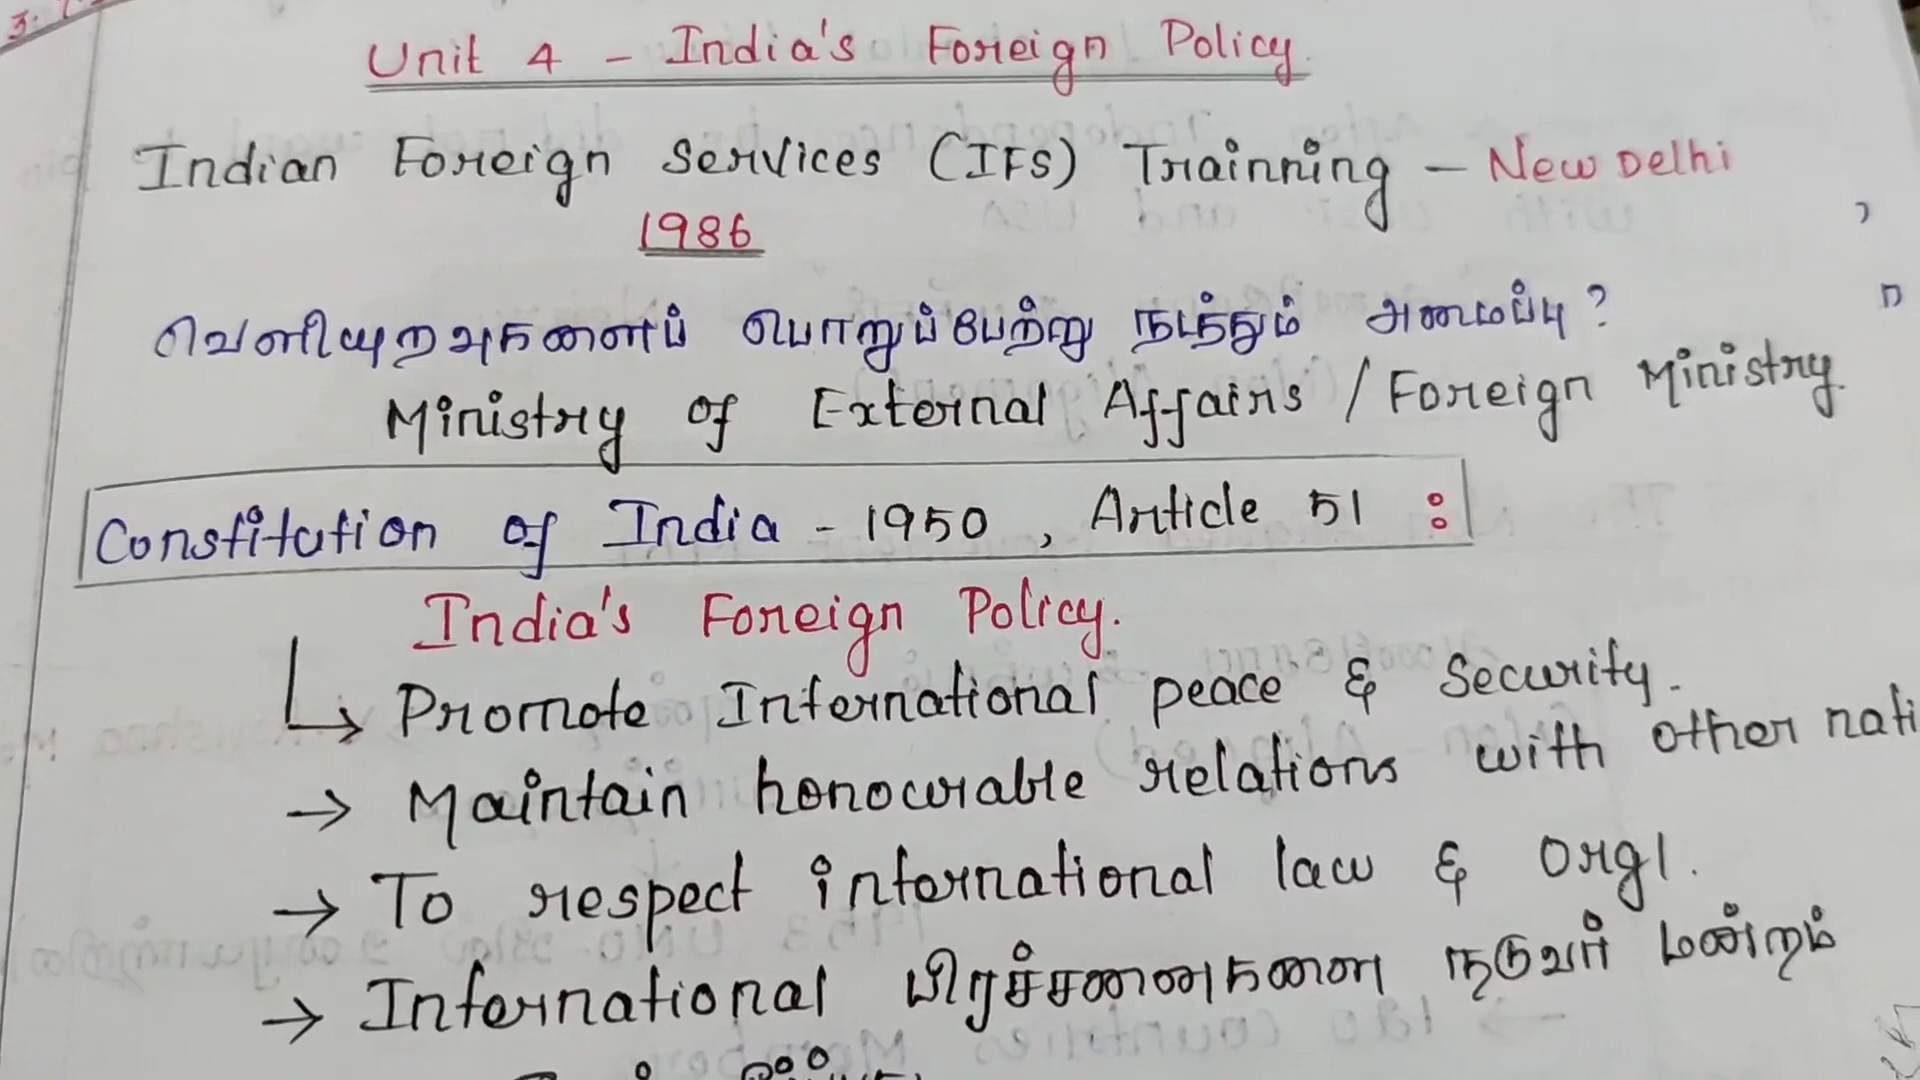 Unit 4 - India's Foreign Policy.
Indian Foreign Services (IFS) Trainning - New Delhi
1986
வெளியுறவுகளைப் பொறுப்பேற்று நடத்தும் அமைப்பு?
Ministry of External Affairs / Foreign Ministry.
Constitution of India - 1950, Article 51 :
India's Foreign Policy.
↳ Promote International peace & Security.
→ Maintain honourable relations with other nati
→ To respect international law & Orgl.
→ International பிரச்சனைகளை நடுவர் மன்றம்